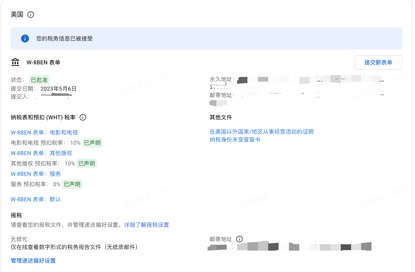 美国
您的税务信息已被接受
W-8BEN 表单
提交新表单
状态： 已批准
提交日期： 2023年5月6日
提交人：
永久地址：
邮寄地址：
纳税表和预扣 (WHT) 税率
W-8BEN 表单：电影和电视
电影和电视 预扣税率： 10% 已声明
W-8BEN 表单：其他版权
其他版权 预扣税率： 10% 已声明
W-8BEN 表单：服务
服务 预扣税率： 0% 已声明
W-8BEN 表单：默认
其他文件
在美国以外国家/地区从事经营活动的证明
纳税身份未变宣誓书
报税
请查看您的报税文件，并管理递送偏好设置。 详细了解报税设置
无纸化
仅在线查看数字形式的税务报告文件（无纸质邮件）
管理递送偏好设置
邮寄地址